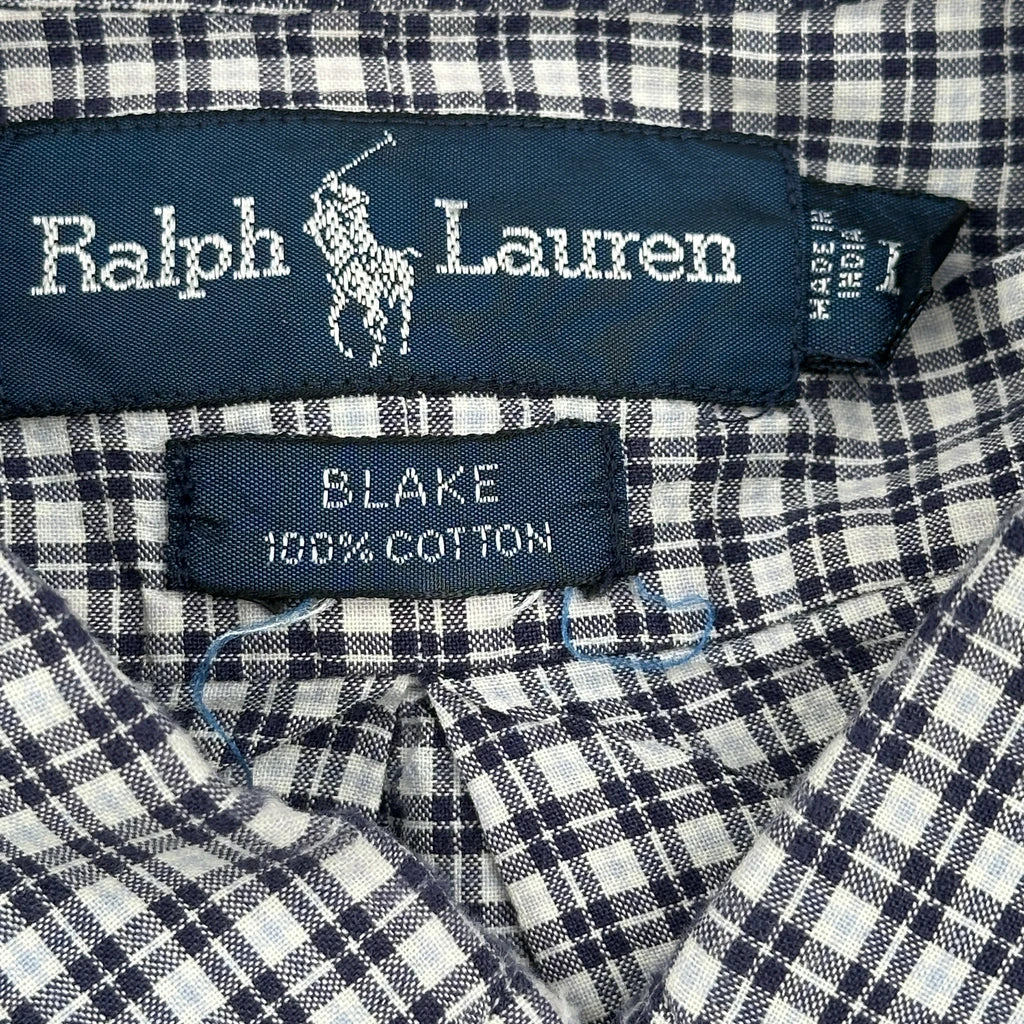 Ralph Lauren
MADE IN
INDIA
BLAKE
100% COTTON